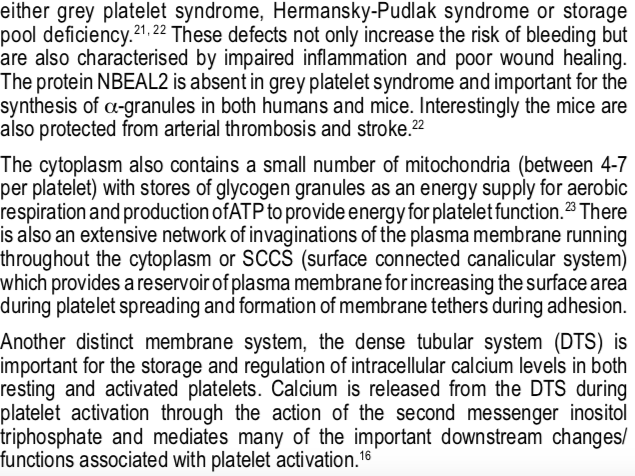 either grey platelet syndrome, Hermansky-Pudlak syndrome or storage
pool deficiency.21, 22 These defects not only increase the risk of bleeding but
are also characterised by impaired inflammation and poor wound healing.
The protein NBEAL2 is absent in grey platelet syndrome and important for the
synthesis of α-granules in both humans and mice. Interestingly the mice are
also protected from arterial thrombosis and stroke.22
The cytoplasm also contains a small number of mitochondria (between 4-7
per platelet) with stores of glycogen granules as an energy supply for aerobic
respiration and production of ATP to provide energy for platelet function.23 There
is also an extensive network of invaginations of the plasma membrane running
throughout the cytoplasm or SCCS (surface connected canalicular system)
which provides a reservoir of plasma membrane for increasing the surface area
during platelet spreading and formation of membrane tethers during adhesion.
Another distinct membrane system, the dense tubular system (DTS) is
important for the storage and regulation of intracellular calcium levels in both
resting and activated platelets. Calcium is released from the DTS during
platelet activation through the action of the second messenger inositol
triphosphate and mediates many of the important downstream changes/
functions associated with platelet activation.16